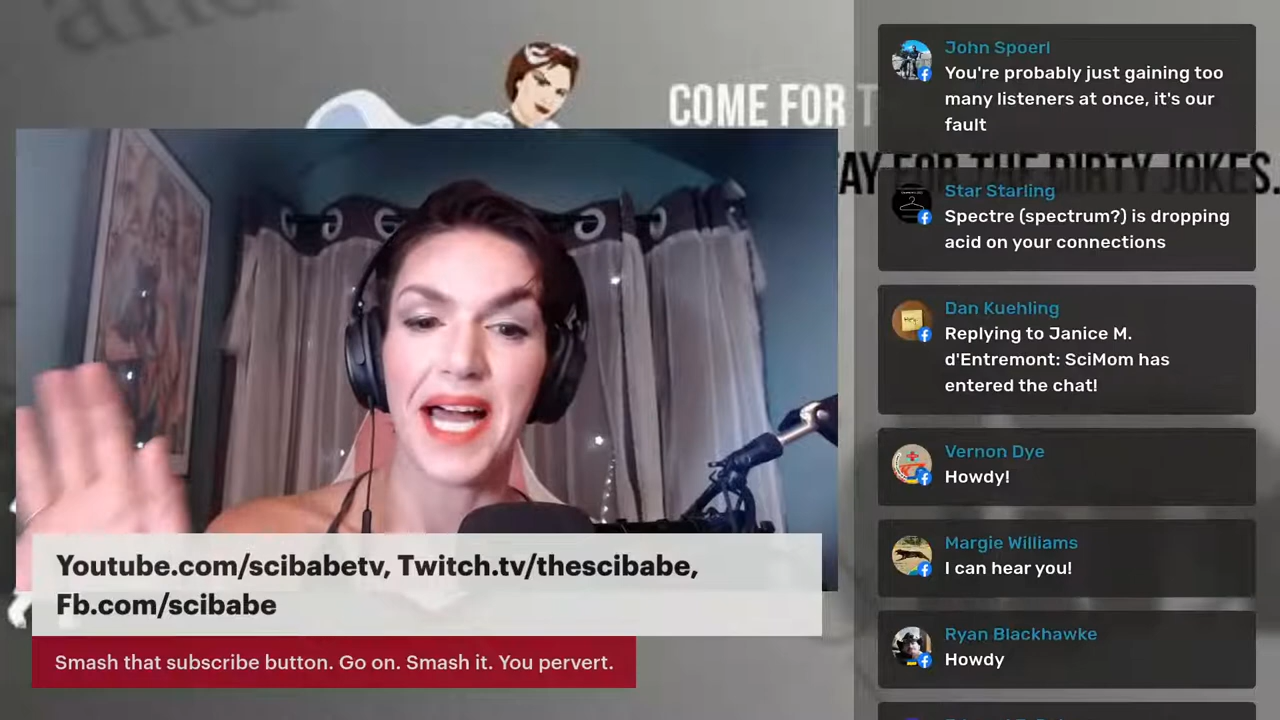 and
COME FOR T
AY FOR THE DIRTY JOKES.
Youtube.com/scibabetv, Twitch.tv/thescibabe,
Fb.com/scibabe
Smash that subscribe button. Go on. Smash it. You pervert.
John Spoerl
You're probably just gaining too
many listeners at once, it's our
fault
Star Starling
Spectre (spectrum?) is dropping
acid on your connections
Dan Kuehling
Replying to Janice M.
d'Entremont: SciMom has
entered the chat!
Vernon Dye
Howdy!
Margie Williams
I can hear you!
Ryan Blackhawke
Howdy